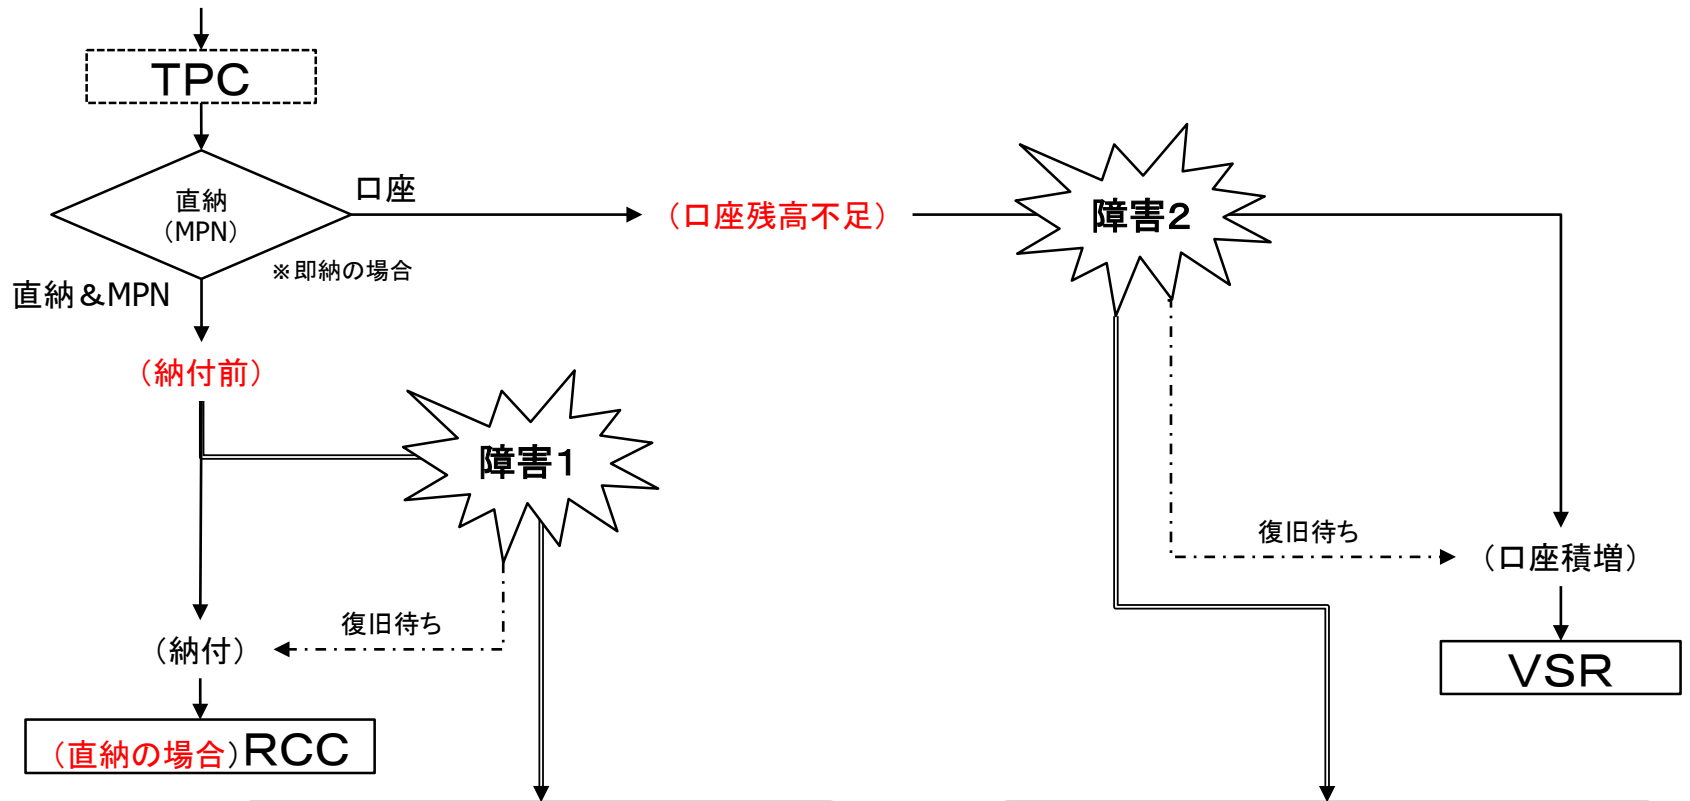 ＴＰＣ
直納
（MPN）
口座
※即納の場合
直納＆MPN
（口座残高不足）
障害２
（納付前）
障害１
復旧待ち
（口座積増）
復旧待ち
（納付）
ＶＳＲ
（直納の場合）ＲＣＣ